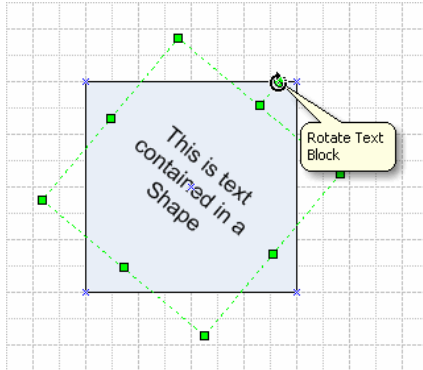 This is text
contained in a
Shape
Rotate Text
Block